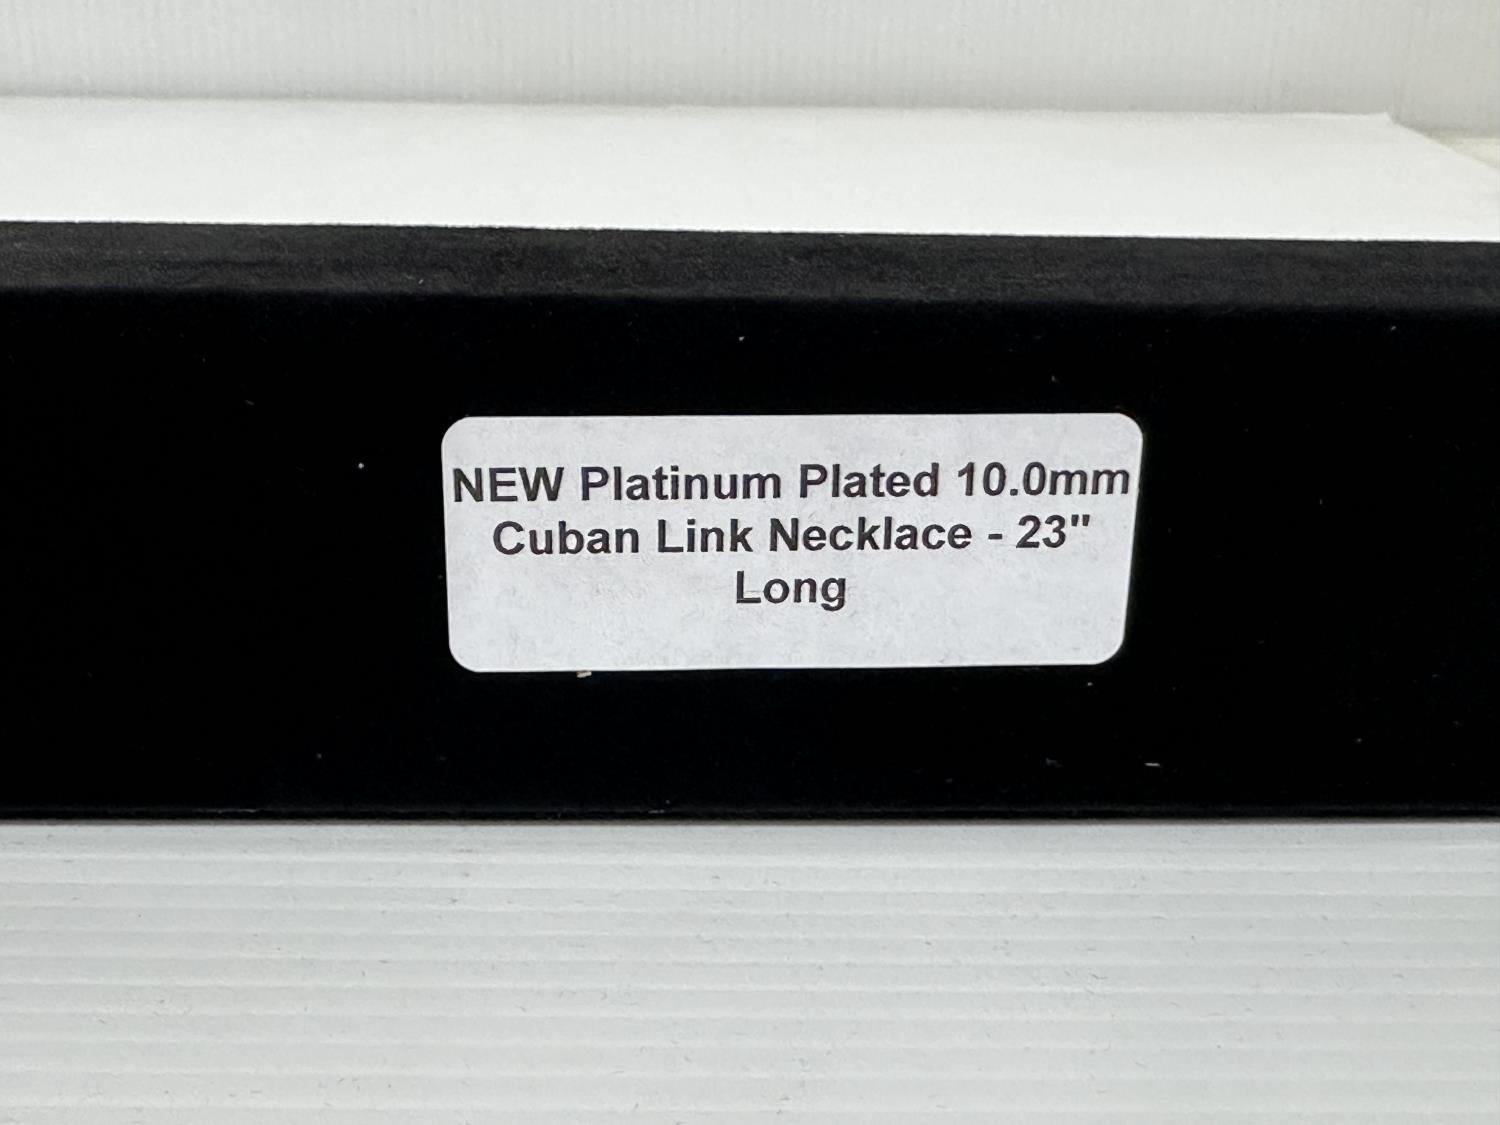 NEW Platinum Plated 10.0mm
Cuban Link Necklace - 23"
Long